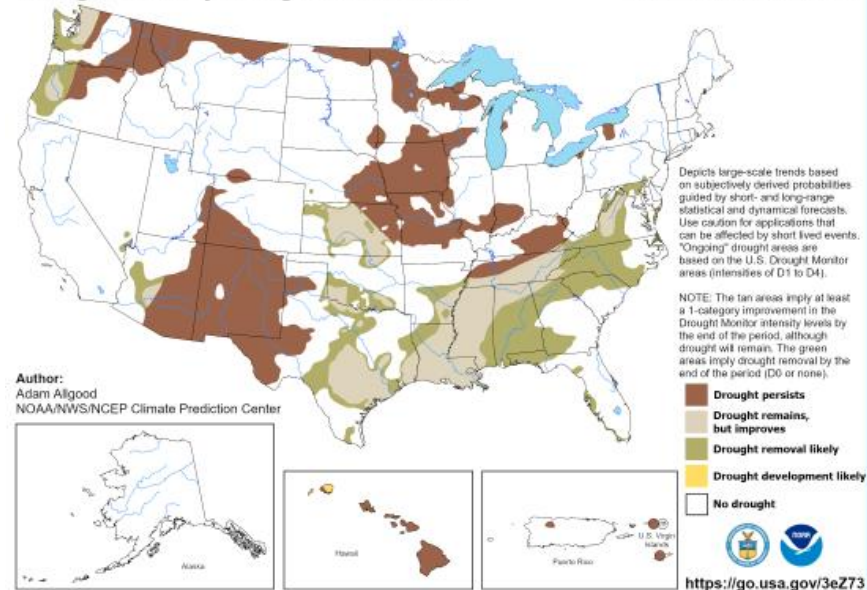 Depicts large-scale trends based
on subjectively derived probabilities
guided by short- and long-range
statistical and dynamical forecasts.
Use caution for applications that
can be affected by short lived events.
"Ongoing" drought areas are
based on the U.S. Drought Monitor
areas (intensities of D1 to D4).
NOTE: The tan areas imply at least
a 1-category improvement in the
Drought Monitor intensity levels by
the end of the period, although
drought will remain. The green
areas imply drought removal by the
end of the period (D0 or none).
Author:
Adam Allgood
NOAA/NWS/NCEP Climate Prediction Center
Drought persists
Drought remains,
but improves
Drought removal likely
Drought development likely
No drought
Alaska
Hawaii
Puerto Rico
U.S. Virgin
Islands
NOAA
https://go.usa.gov/3eZ73